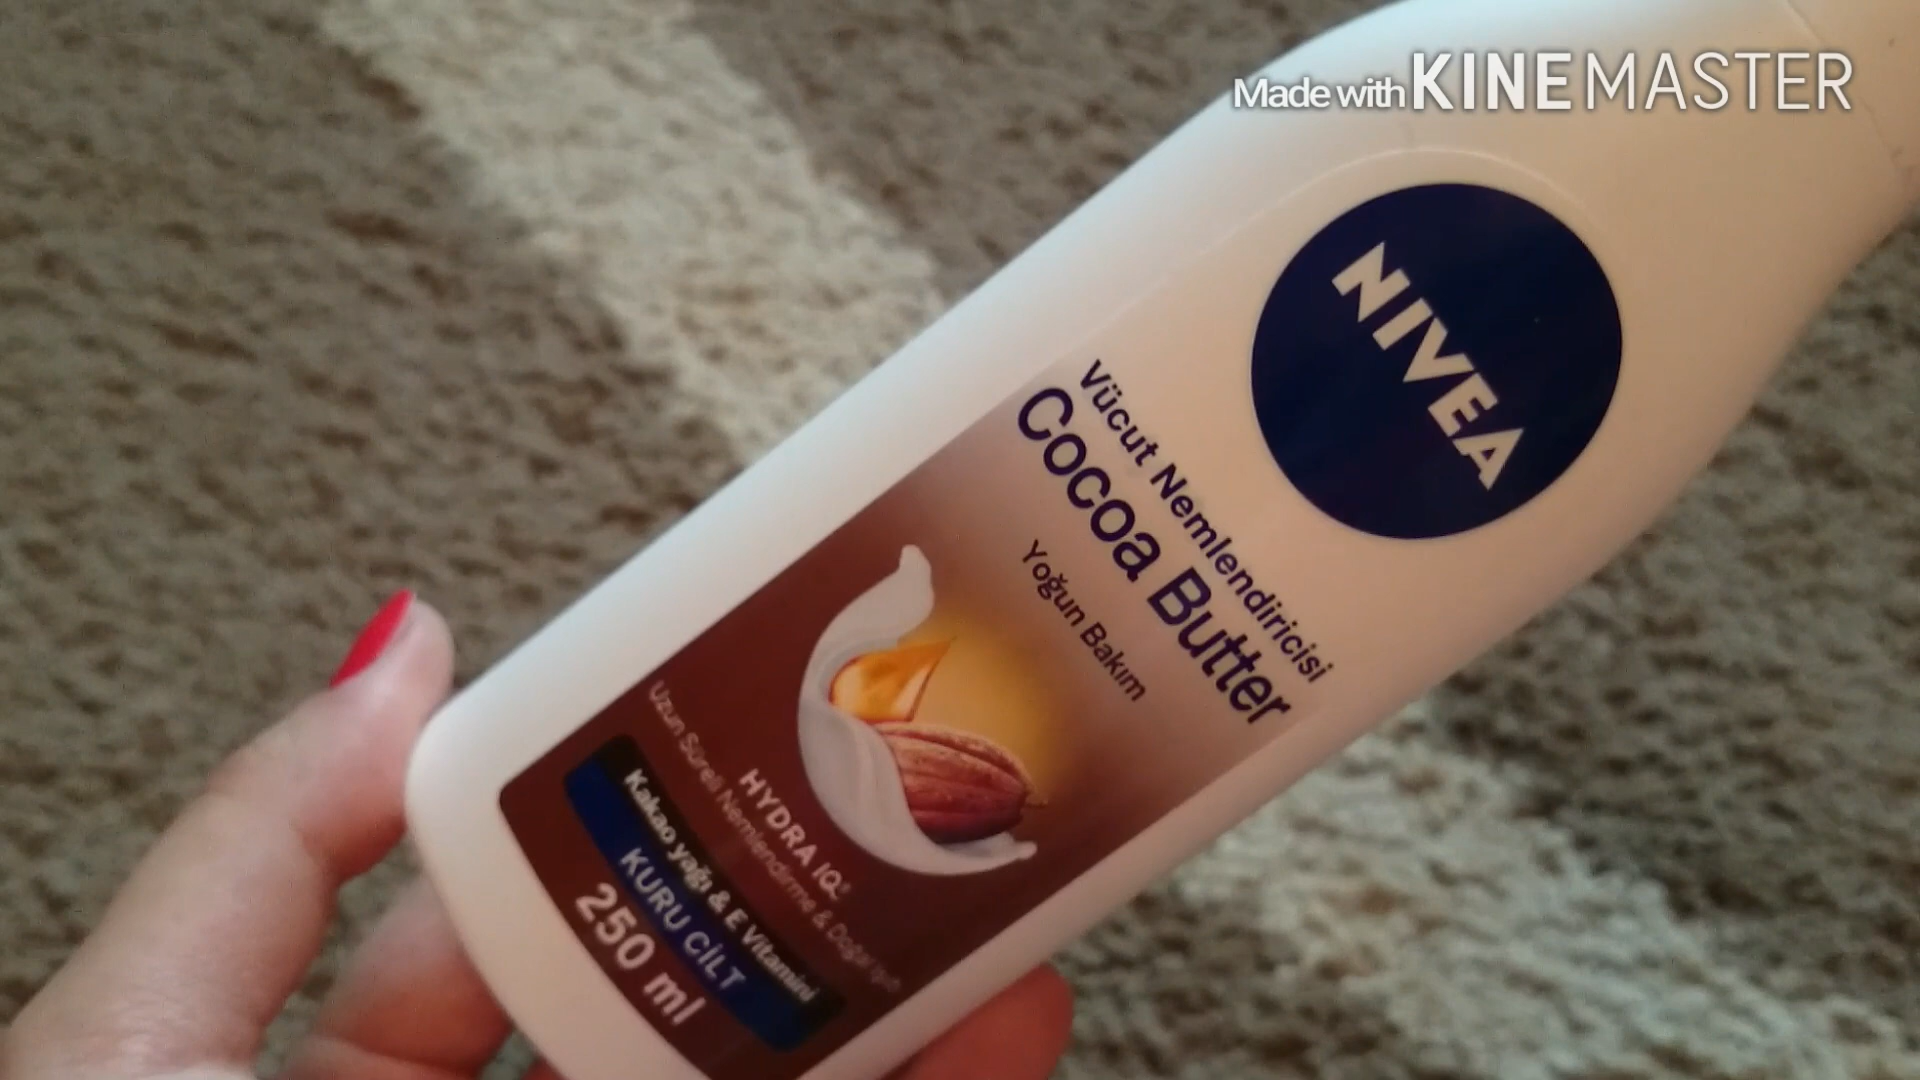 Made with KINEMASTER
NIVEA
Vücut Nemlendiricisi
Cocoa Butter
Yoğun Bakım
HYDRA IQ
Uzun Süreli Nemlendirme & Doğal Işıltı
Kakao yağı & E Vitamini
KURU CİLT
250 ml